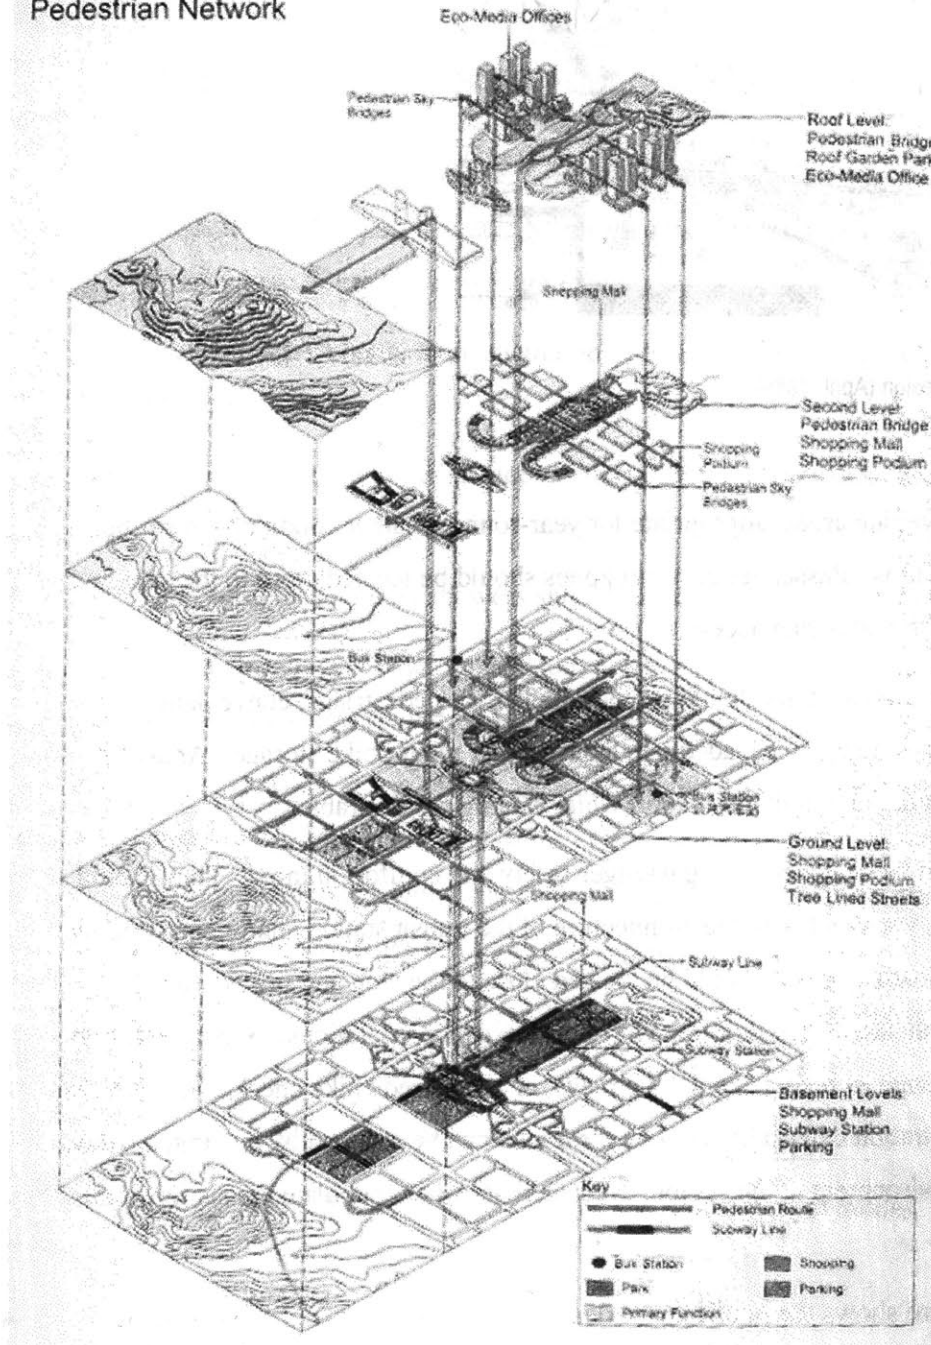 Pedestrian Network
Eco-Media Offices
Pedestrian Sky
Bridges
Roof Level:
Pedestrian Bridge
Roof Garden Park
Eco-Media Office
Shopping Mall
Second Level:
Pedestrian Bridge
Shopping Mall
Shopping Podium
Shopping
Podium
Pedestrian Sky
Bridges
Bus Station
Bus Station
Ground Level:
Shopping Mall
Shopping Podium
Tree Lined Streets
Shopping Mall
Subway Line
Subway Station
Basement Levels
Shopping Mall
Subway Station
Parking
Key
Pedestrian Route
Subway Line
Bus Station
Shopping
Park
Parking
Primary Function